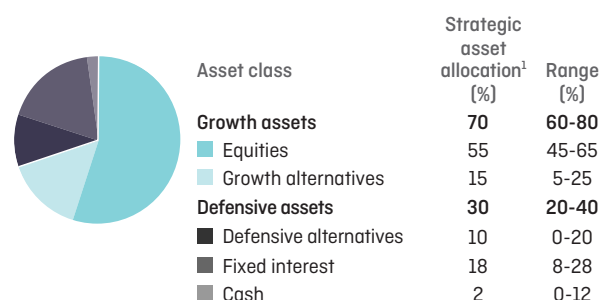 Strategic
asset
Asset class allocation¹ Range
(%) (%)
Growth assets 70 60-80
Equities 55 45-65
Growth alternatives 15 5-25
Defensive assets 30 20-40
Defensive alternatives 10 0-20
Fixed interest 18 8-28
Cash 2 0-12